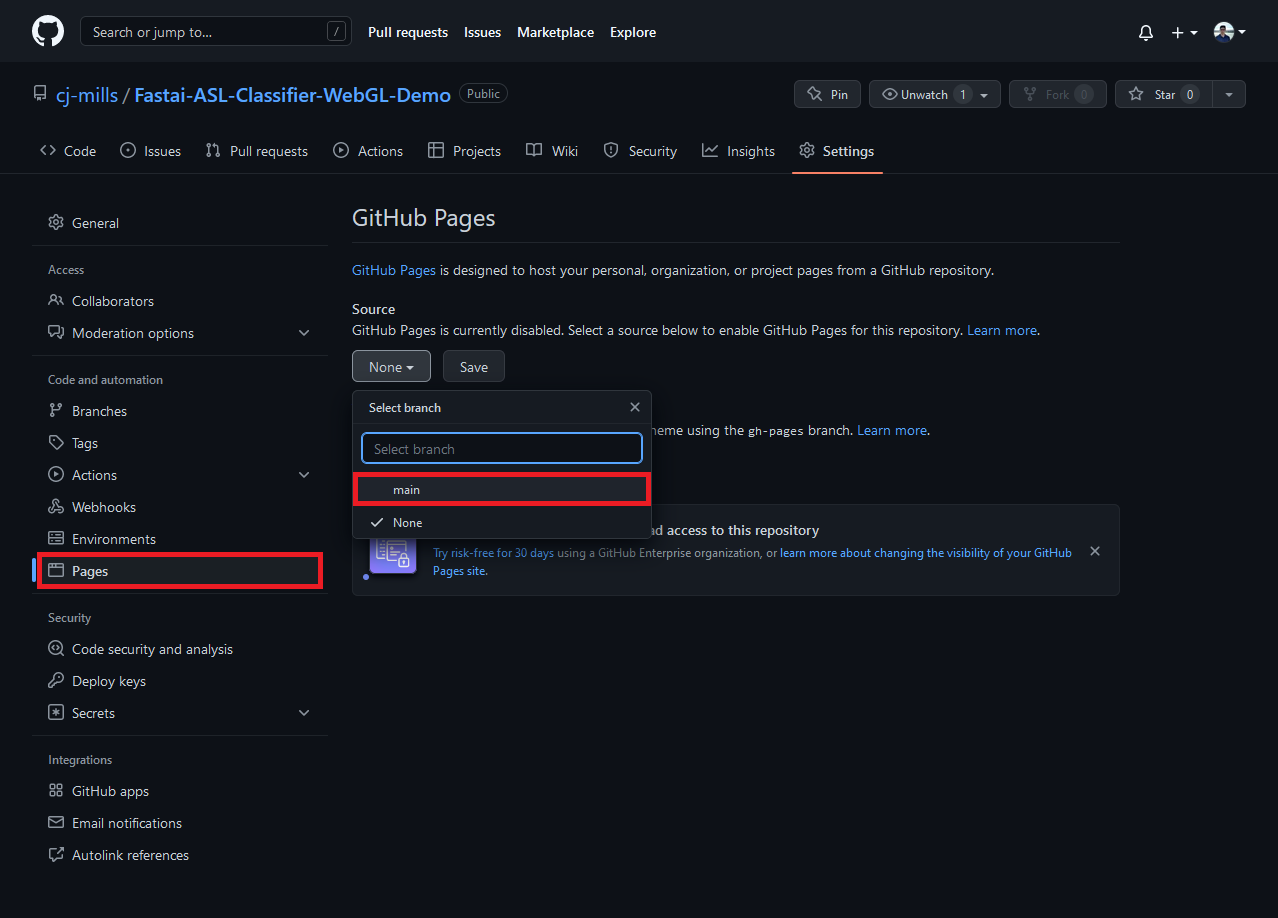 Search or jump to... /
Pull requests Issues Marketplace Explore
cj-mills / Fastai-ASL-Classifier-WebGL-Demo Public
Pin Unwatch 1 Fork 0 Star 0
Code Issues Pull requests Actions Projects Wiki Security Insights Settings
General
Access
Collaborators
Moderation options
Code and automation
Branches
Tags
Actions
Webhooks
Environments
Pages
Security
Code security and analysis
Deploy keys
Secrets
Integrations
GitHub apps
Email notifications
Autolink references
GitHub Pages
GitHub Pages is designed to host your personal, organization, or project pages from a GitHub repository.
Source
GitHub Pages is currently disabled. Select a source below to enable GitHub Pages for this repository. Learn more.
None Save
Select branch
Select branch
main
None
using the gh-pages branch. Learn more.
access to this repository
Try risk-free for 30 days using a GitHub Enterprise organization, or learn more about changing the visibility of your GitHub
Pages site.